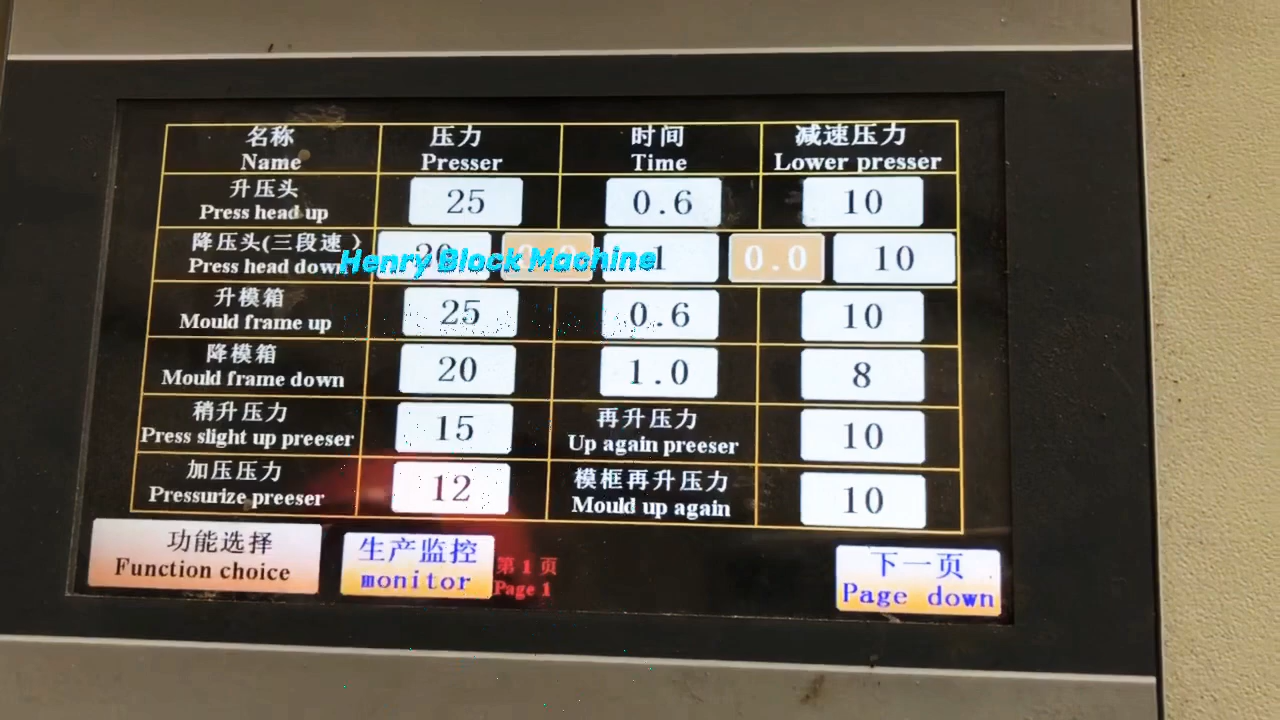 名称 压力 时间 减速压力
Name Presser Time Lower presser
升压头
Press head up 25 0.6 10
降压头(三段速)
Press head down 20 0.0 1 0.0 10
Henry Block Machine
升模箱
Mould frame up 25 0.6 10
降模箱
Mould frame down 20 1.0 8
稍升压力 再升压力
Press slight up preeser 15 Up again preeser 10
加压压力 模框再升压力
Pressurize preeser 12 Mould up again 10
功能选择 生产监控 第 1 页 下一页
Function choice monitor Page 1 Page down